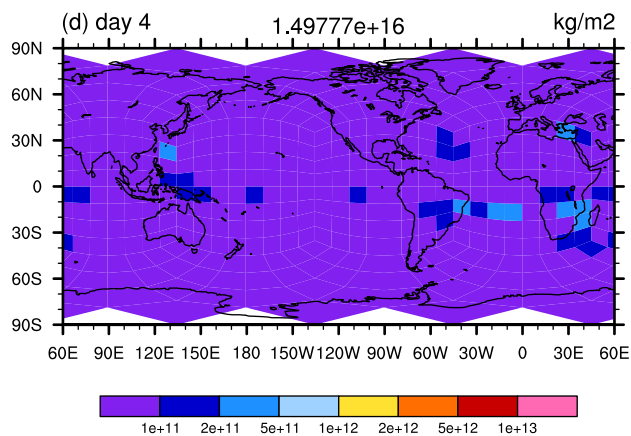 (d) day 4 1.49777e+16 kg/m2
90N
60N
30N
0
30S
60S
90S
60E 90E 120E 150E 180 150W 120W 90W 60W 30W 0 30E 60E
1e+11 2e+11 5e+11 1e+12 2e+12 5e+12 1e+13